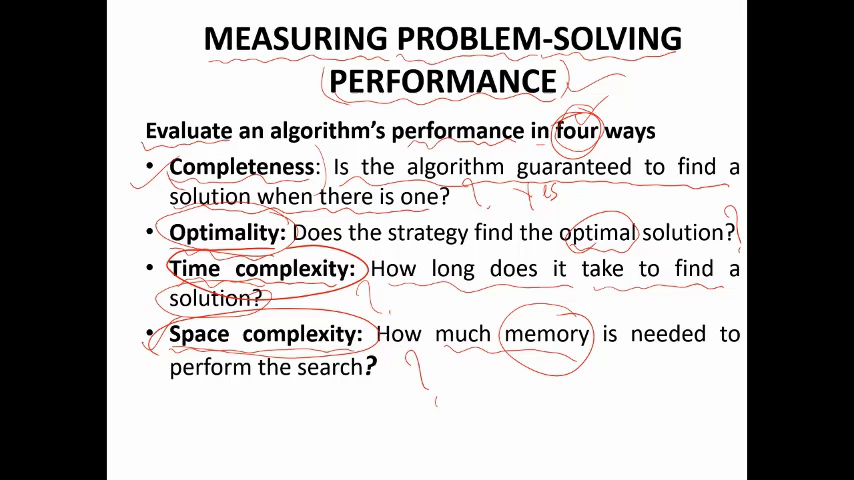 MEASURING PROBLEM-SOLVING
PERFORMANCE
Evaluate an algorithm's performance in four ways
• Completeness: Is the algorithm guaranteed to find a
solution when there is one? ? Yes
• Optimality: Does the strategy find the optimal solution? ?
• Time complexity: How long does it take to find a
solution? ?
• Space complexity: How much memory is needed to
perform the search? ?